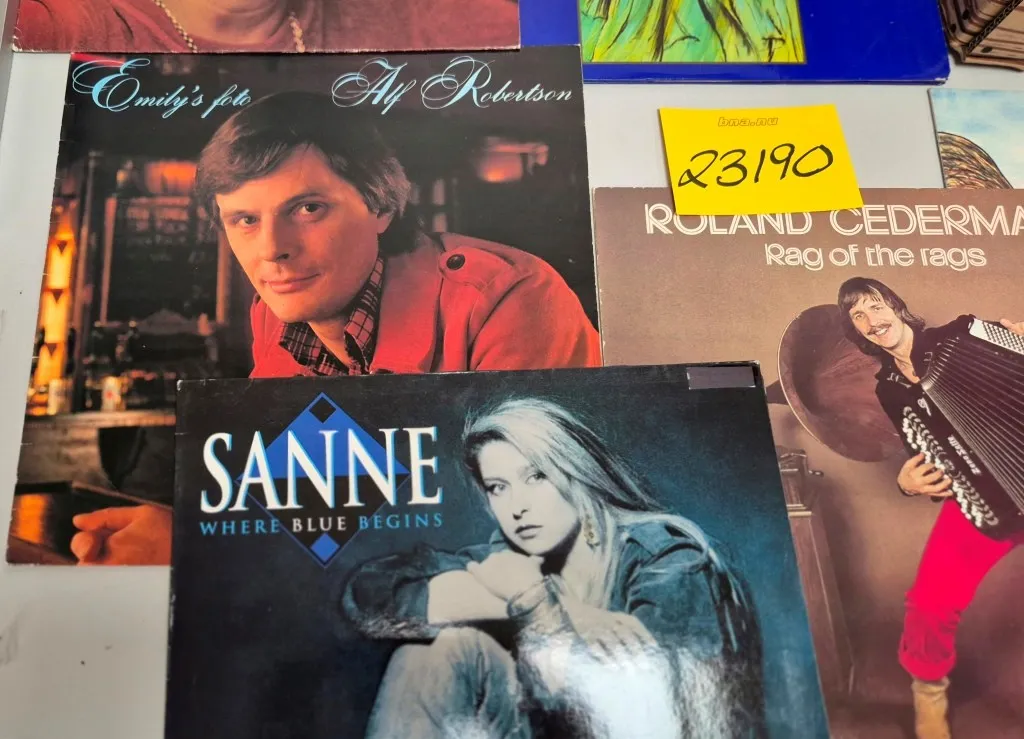 Emily's foto
Alf Robertson
bna.nu
23190
ROLAND CEDERMA
Rag of the rags
SANNE
WHERE BLUE BEGINS